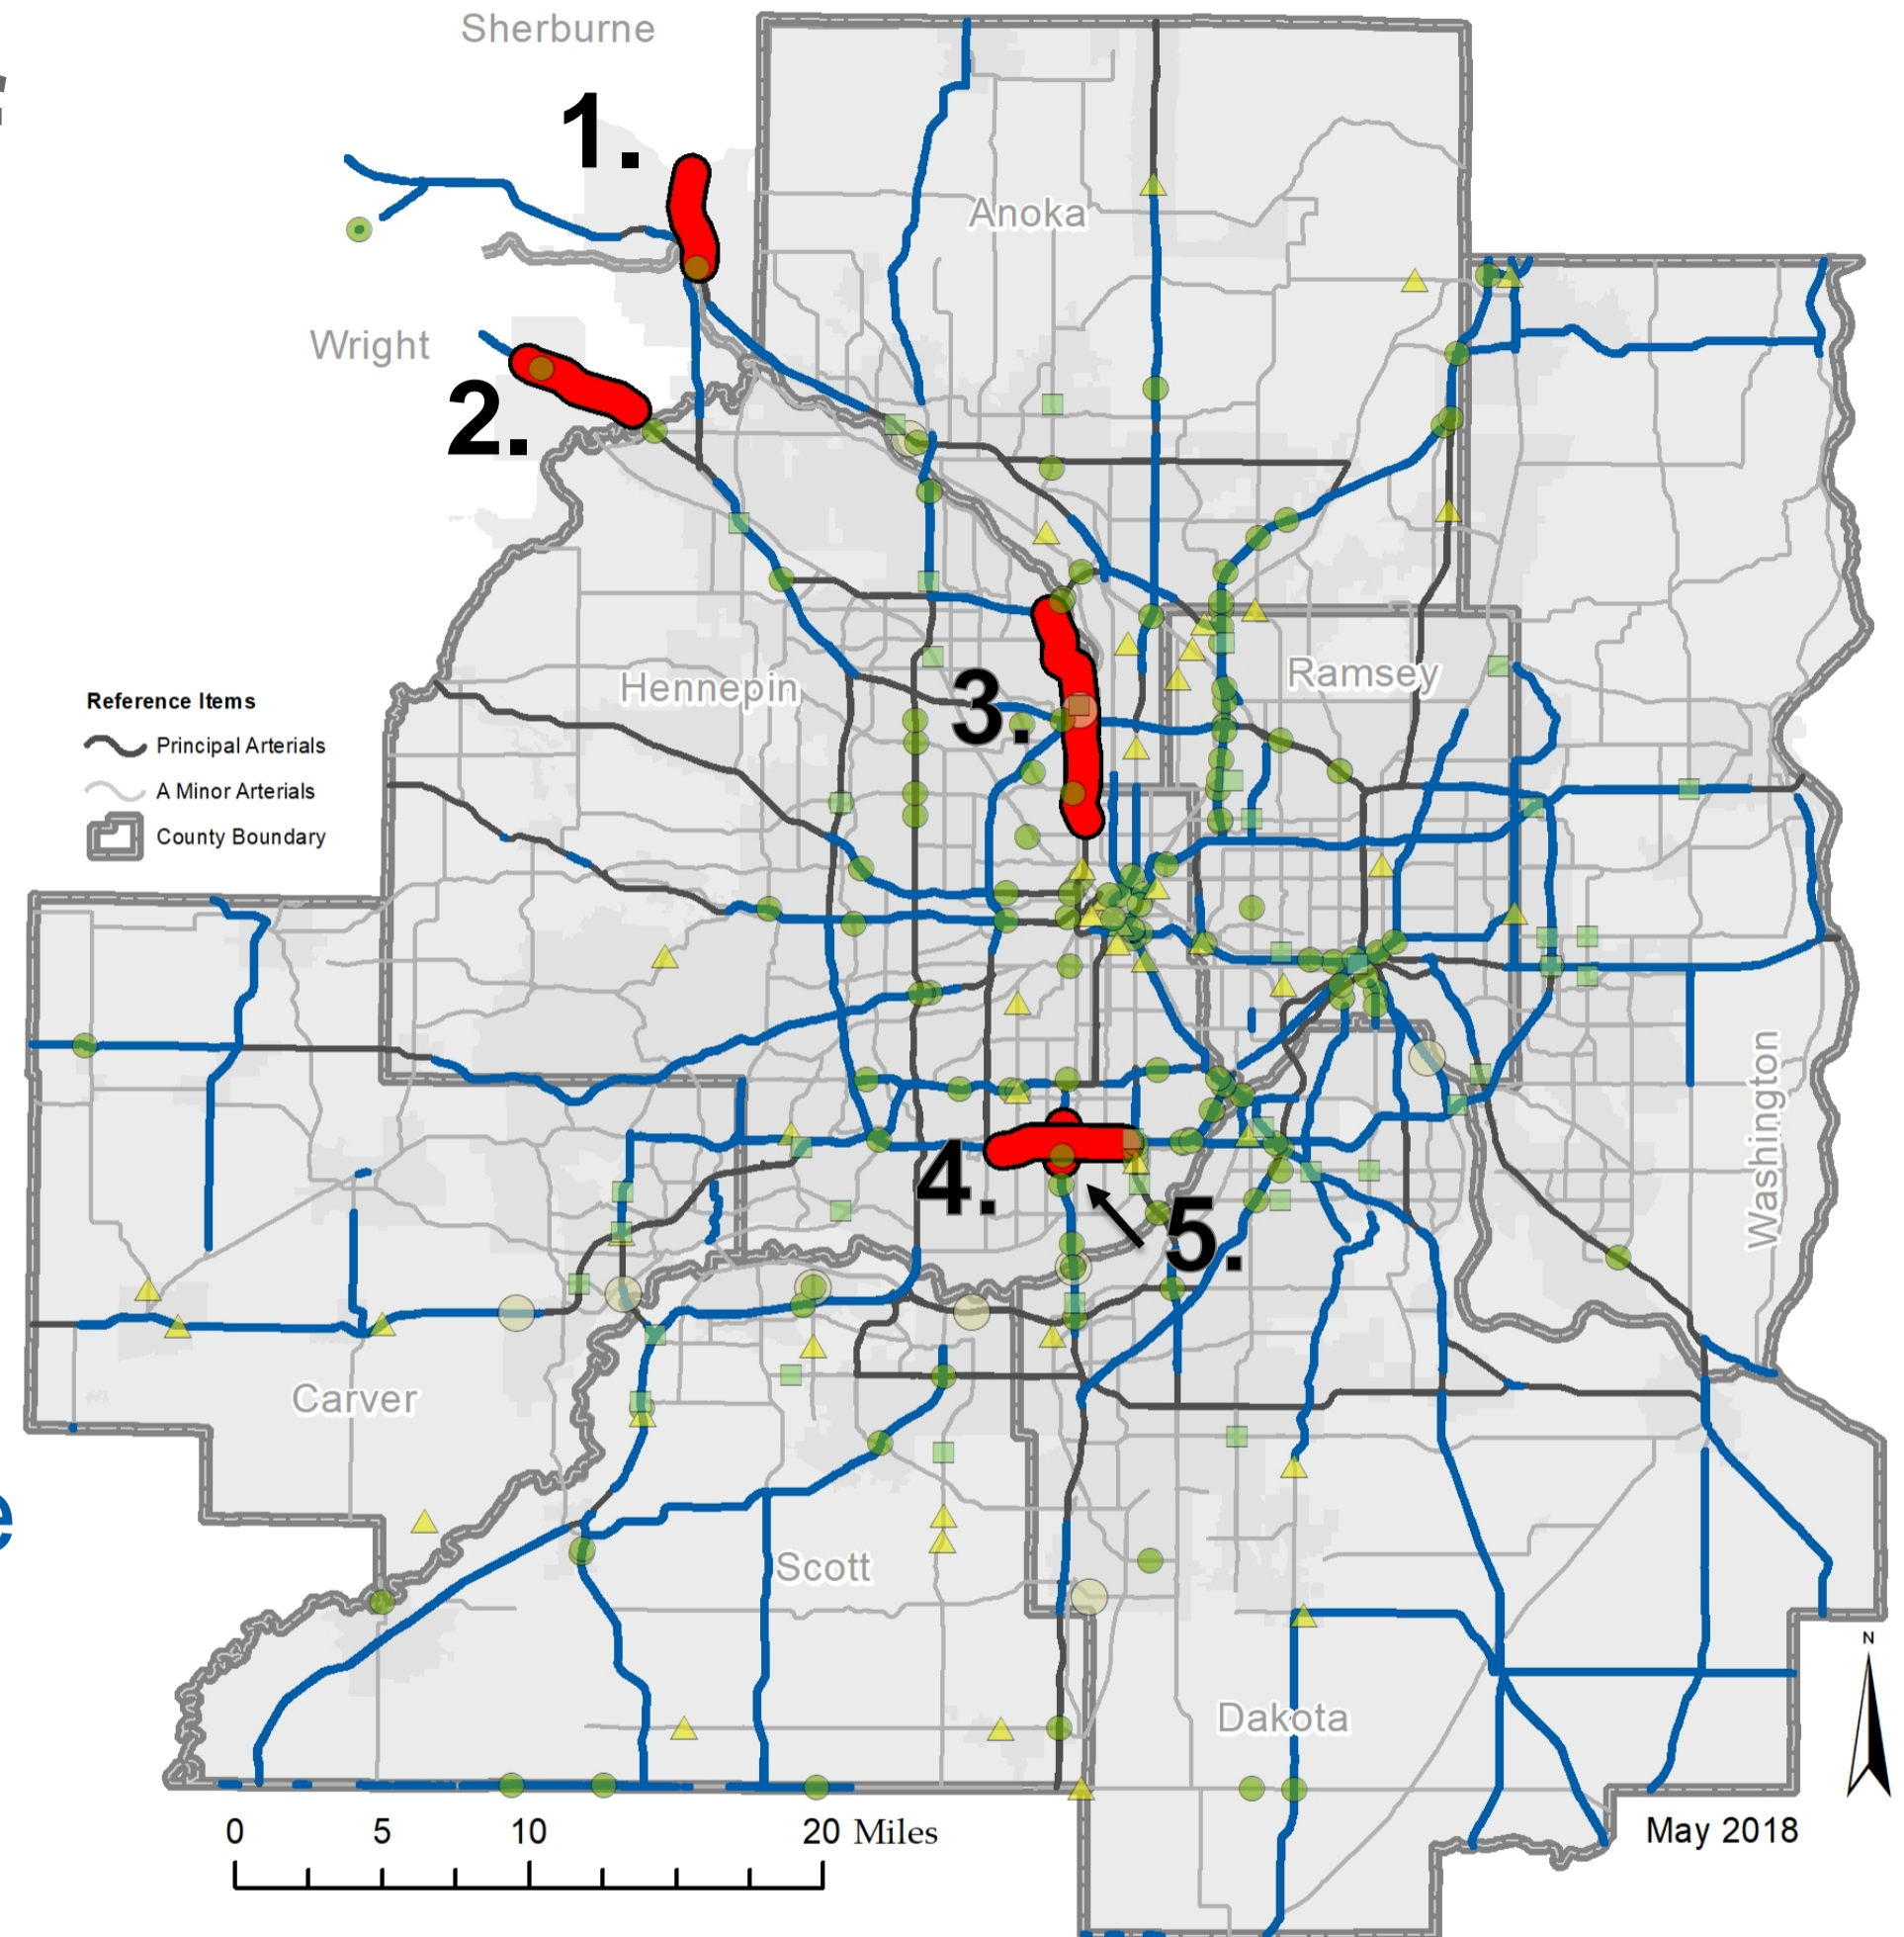 Sherburne
1.
Anoka
Wright
2.
Ramsey
3.
Hennepin
Reference Items
Principal Arterials
A Minor Arterials
County Boundary
Washington
4.
5.
Carver
e
Scott
N
Dakota
0 5 10 20 Miles
May 2018